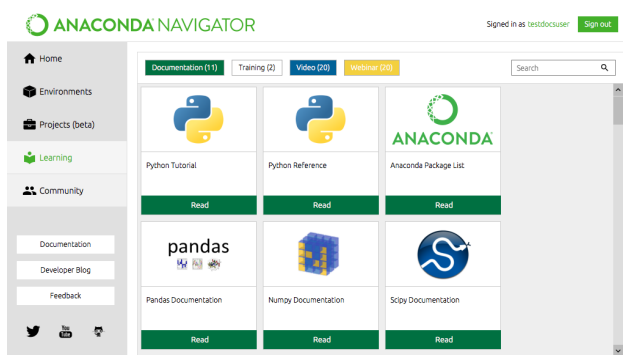 ANACONDA NAVIGATOR
Signed in as testdocsuser
Sign out
Home
Environments
Projects (beta)
Learning
Community
Documentation
Developer Blog
Feedback
You
Tube
Documentation (11)
Training (2)
Video (20)
Webinar (20)
Search
Python Tutorial
Read
Python Reference
Read
ANACONDA
Anaconda Package List
Read
pandas
Pandas Documentation
Read
Numpy Documentation
Read
Scipy Documentation
Read